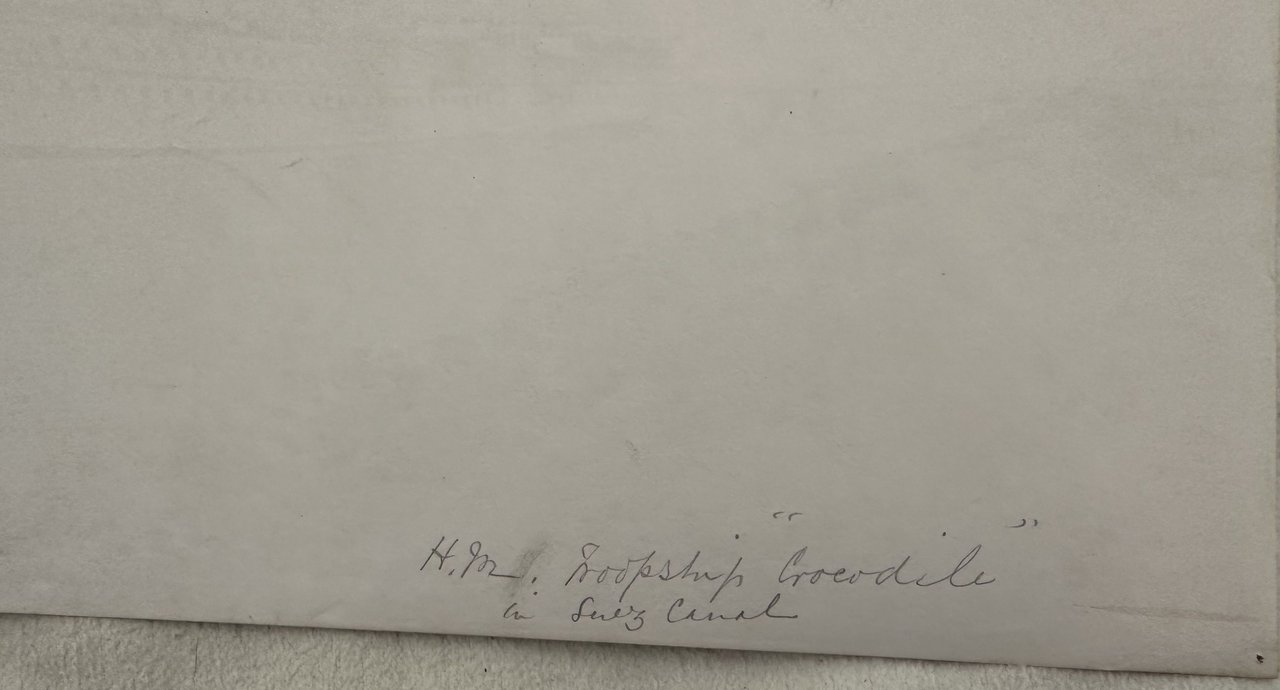 H.M. Troopship "Crocodile"
in Suez Canal